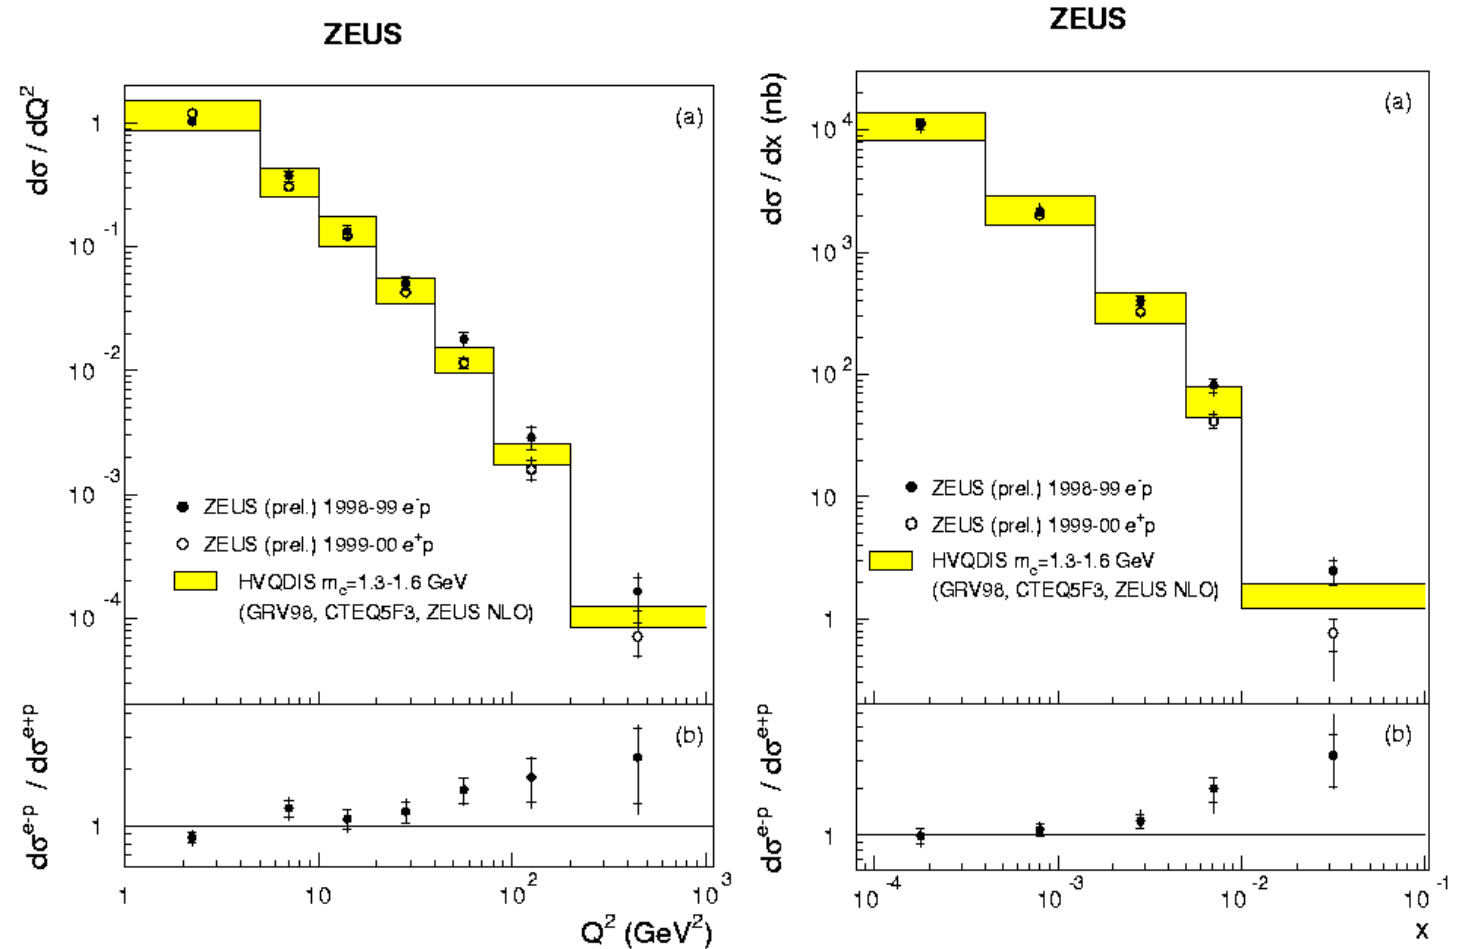 ZEUS
dσ / dQ²
(a)
1
10⁻¹
10⁻²
10⁻³
10⁻⁴
ZEUS (prel.) 1998-99 e⁻p
ZEUS (prel.) 1999-00 e⁺p
HVQDIS m_c=1.3-1.6 GeV
(GRV98, CTEQ5F3, ZEUS NLO)
dσ^e-p / dσ^e+p
(b)
1
1 10 10² 10³
Q² (GeV²)
ZEUS
dσ / dx (nb)
(a)
10⁴
10³
10²
10
1
ZEUS (prel.) 1998-99 e⁻p
ZEUS (prel.) 1999-00 e⁺p
HVQDIS m_c=1.3-1.6 GeV
(GRV98, CTEQ5F3, ZEUS NLO)
dσ^e-p / dσ^e+p
(b)
1
10⁻⁴ 10⁻³ 10⁻² 10⁻¹
x